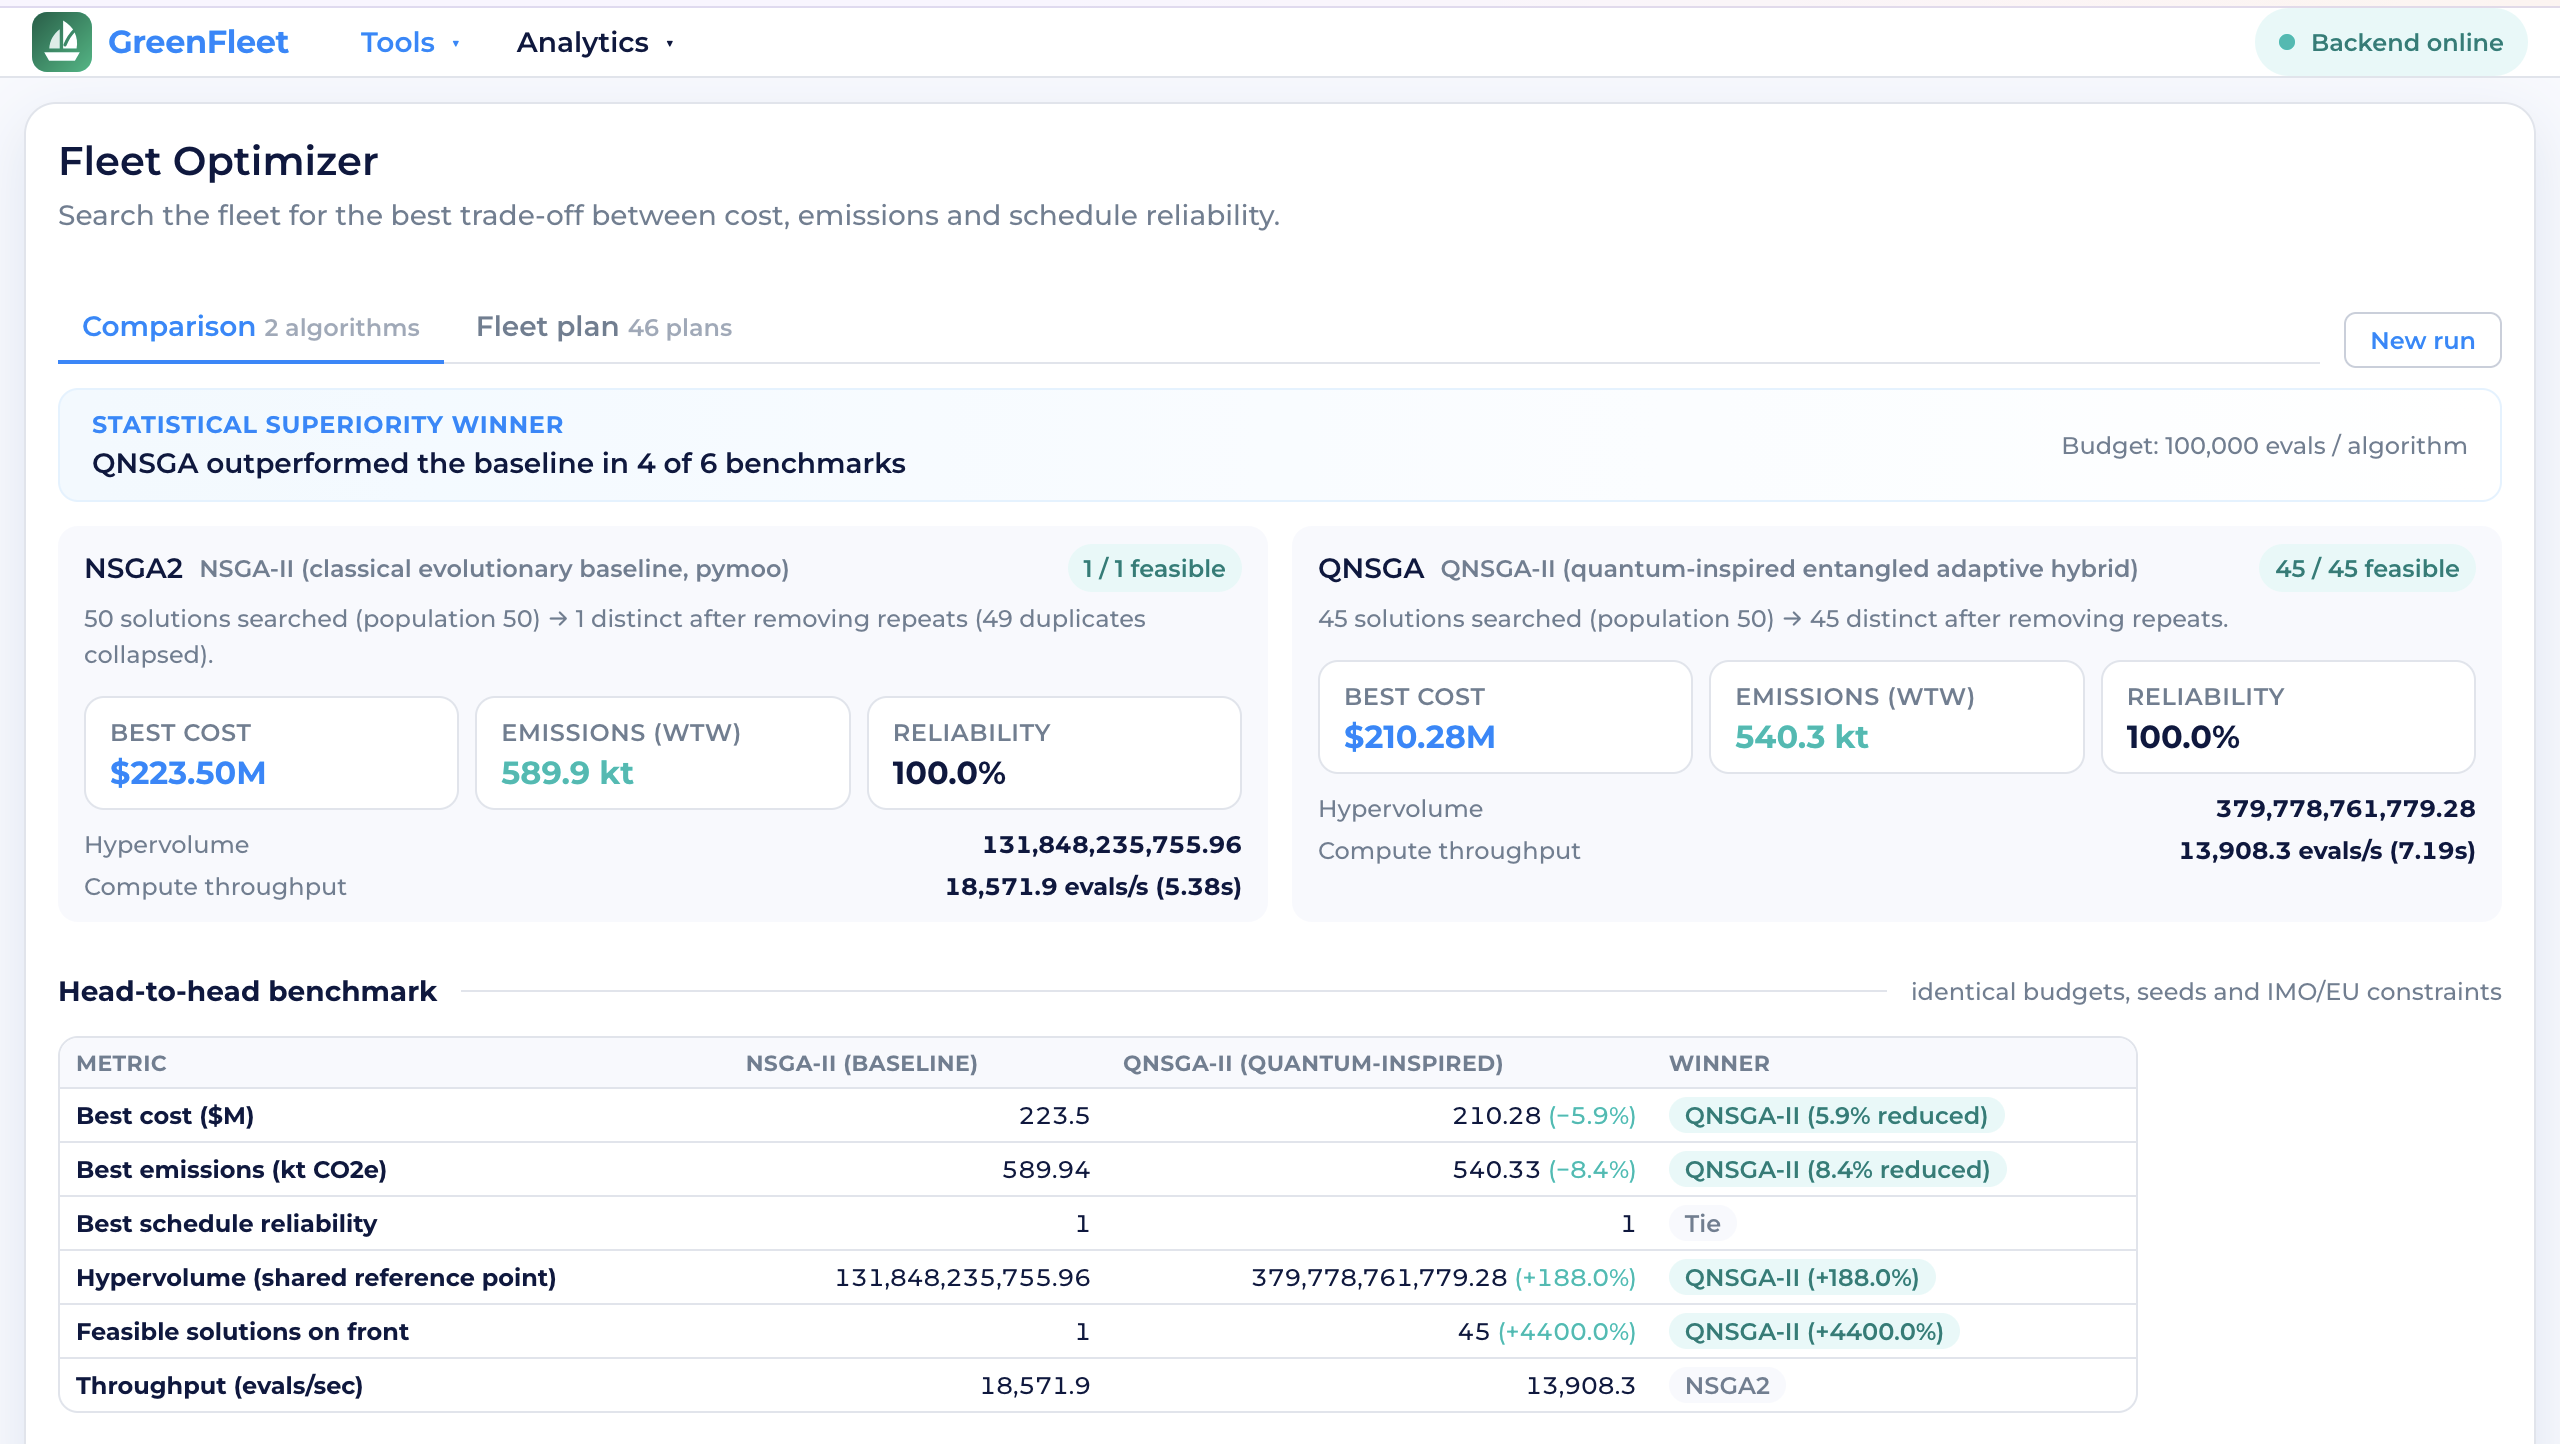 GreenFleet
Tools ▾
Analytics ▾
Backend online
Fleet Optimizer
Search the fleet for the best trade-off between cost, emissions and schedule reliability.
Comparison 2 algorithms
Fleet plan 46 plans
New run
STATISTICAL SUPERIORITY WINNER
QNSGA outperformed the baseline in 4 of 6 benchmarks
Budget: 100,000 evals / algorithm
NSGA2 NSGA-II (classical evolutionary baseline, pymoo)
1 / 1 feasible
50 solutions searched (population 50) → 1 distinct after removing repeats (49 duplicates
collapsed).
BEST COST
$223.50M
EMISSIONS (WTW)
589.9 kt
RELIABILITY
100.0%
Hypervolume 131,848,235,755.96
Compute throughput 18,571.9 evals/s (5.38s)
QNSGA QNSGA-II (quantum-inspired entangled adaptive hybrid)
45 / 45 feasible
45 solutions searched (population 50) → 45 distinct after removing repeats.
BEST COST
$210.28M
EMISSIONS (WTW)
540.3 kt
RELIABILITY
100.0%
Hypervolume 379,778,761,779.28
Compute throughput 13,908.3 evals/s (7.19s)
Head-to-head benchmark
identical budgets, seeds and IMO/EU constraints
METRIC NSGA-II (BASELINE) QNSGA-II (QUANTUM-INSPIRED) WINNER
Best cost ($M) 223.5 210.28 (−5.9%) QNSGA-II (5.9% reduced)
Best emissions (kt CO2e) 589.94 540.33 (−8.4%) QNSGA-II (8.4% reduced)
Best schedule reliability 1 1 Tie
Hypervolume (shared reference point) 131,848,235,755.96 379,778,761,779.28 (+188.0%) QNSGA-II (+188.0%)
Feasible solutions on front 1 45 (+4400.0%) QNSGA-II (+4400.0%)
Throughput (evals/sec) 18,571.9 13,908.3 NSGA2